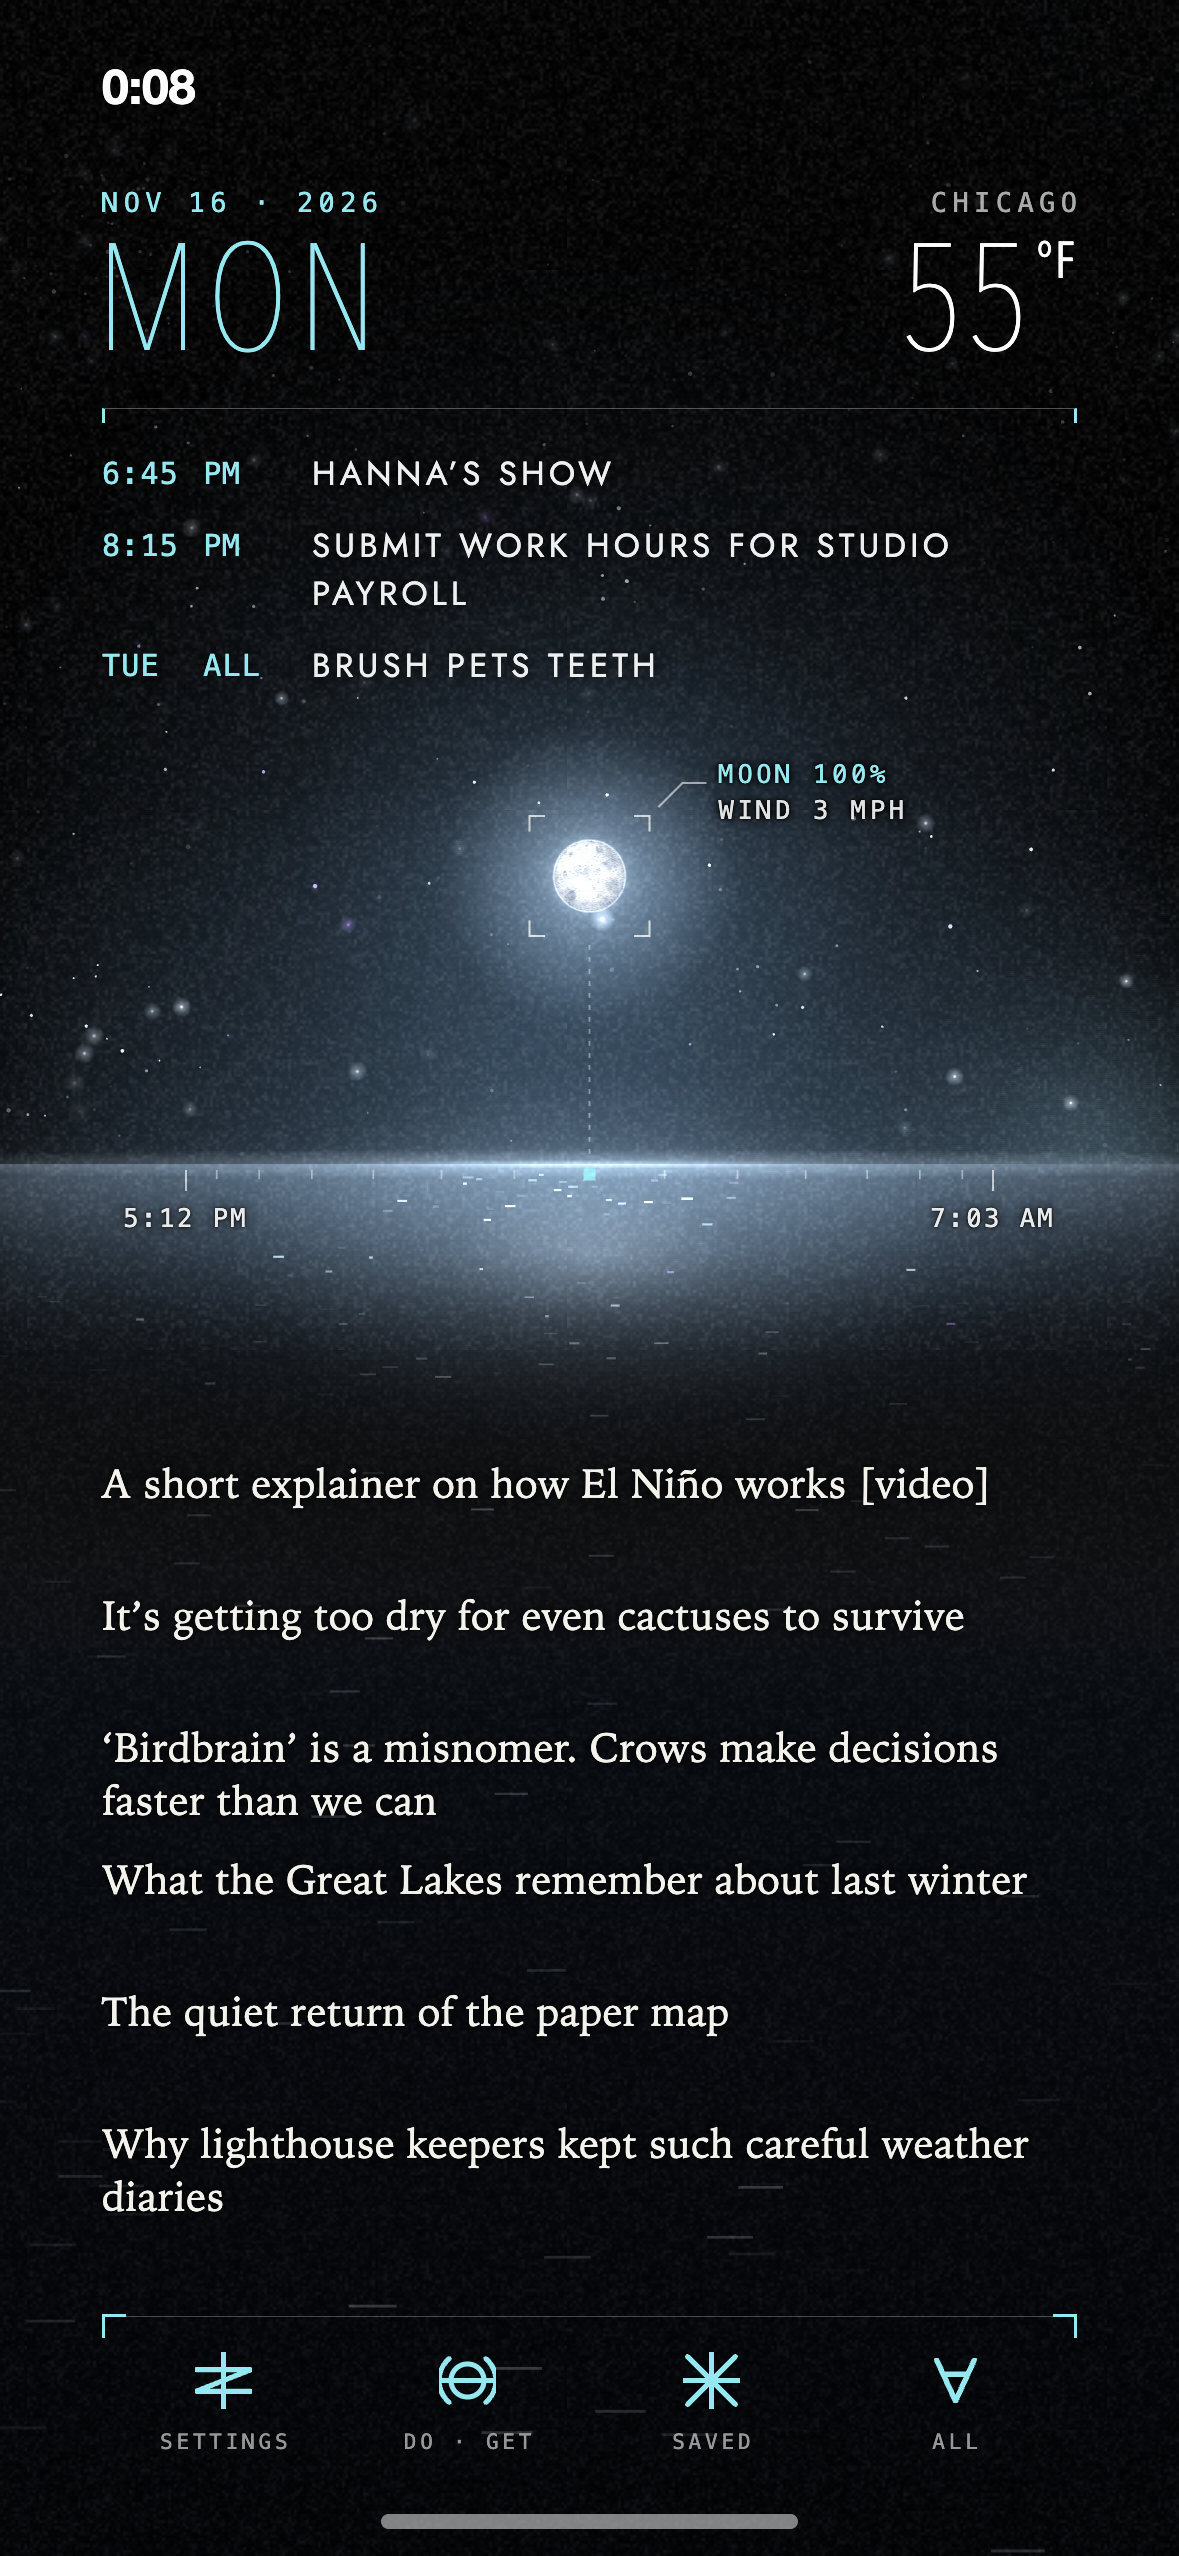 0:08
NOV 16 · 2026
CHICAGO
MON
55°F
6:45 PM HANNA’S SHOW
8:15 PM SUBMIT WORK HOURS FOR STUDIO
PAYROLL
TUE ALL BRUSH PETS TEETH
MOON 100%
WIND 3 MPH
5:12 PM
7:03 AM
A short explainer on how El Niño works [video]
It’s getting too dry for even cactuses to survive
‘Birdbrain’ is a misnomer. Crows make decisions
faster than we can
What the Great Lakes remember about last winter
The quiet return of the paper map
Why lighthouse keepers kept such careful weather
diaries
SETTINGS
DO · GET
SAVED
ALL